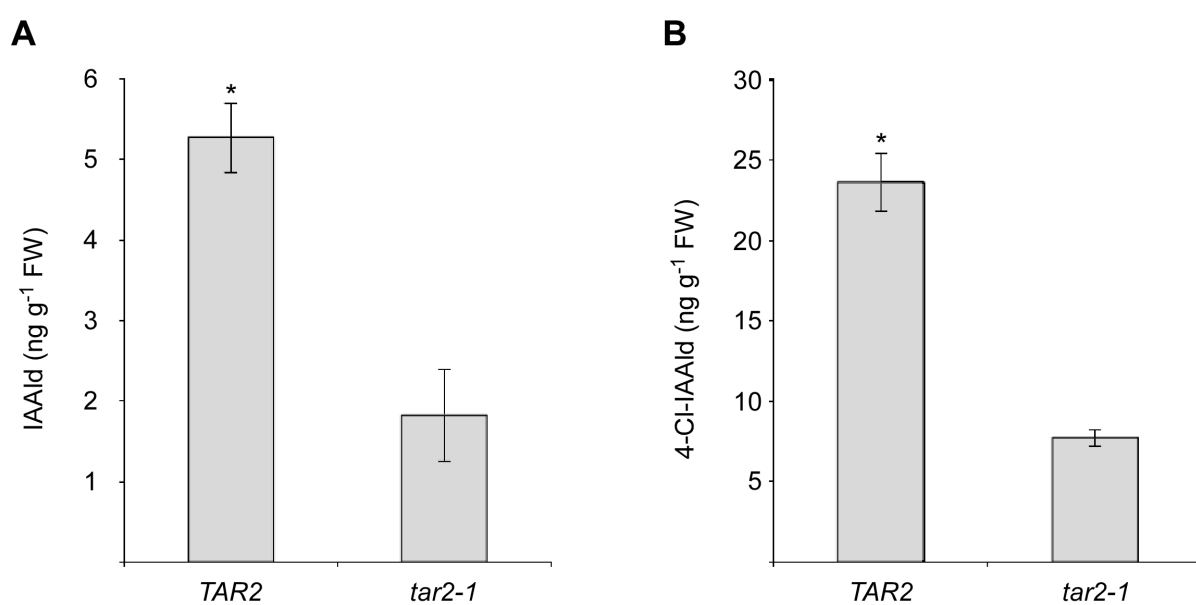 A
IAAld (ng g⁻¹ FW)
6
5
4
3
2
1
*
TAR2
tar2-1
B
4-Cl-IAAld (ng g⁻¹ FW)
30
25
20
15
10
5
*
TAR2
tar2-1